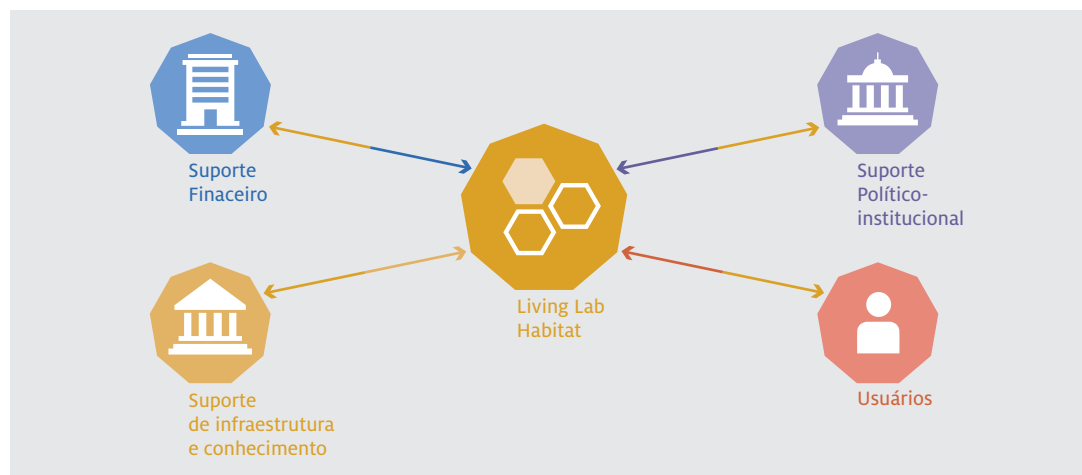 Suporte
Finaceiro
Suporte
Político-
institucional
Living Lab
Habitat
Suporte
de infraestrutura
e conhecimento
Usuários